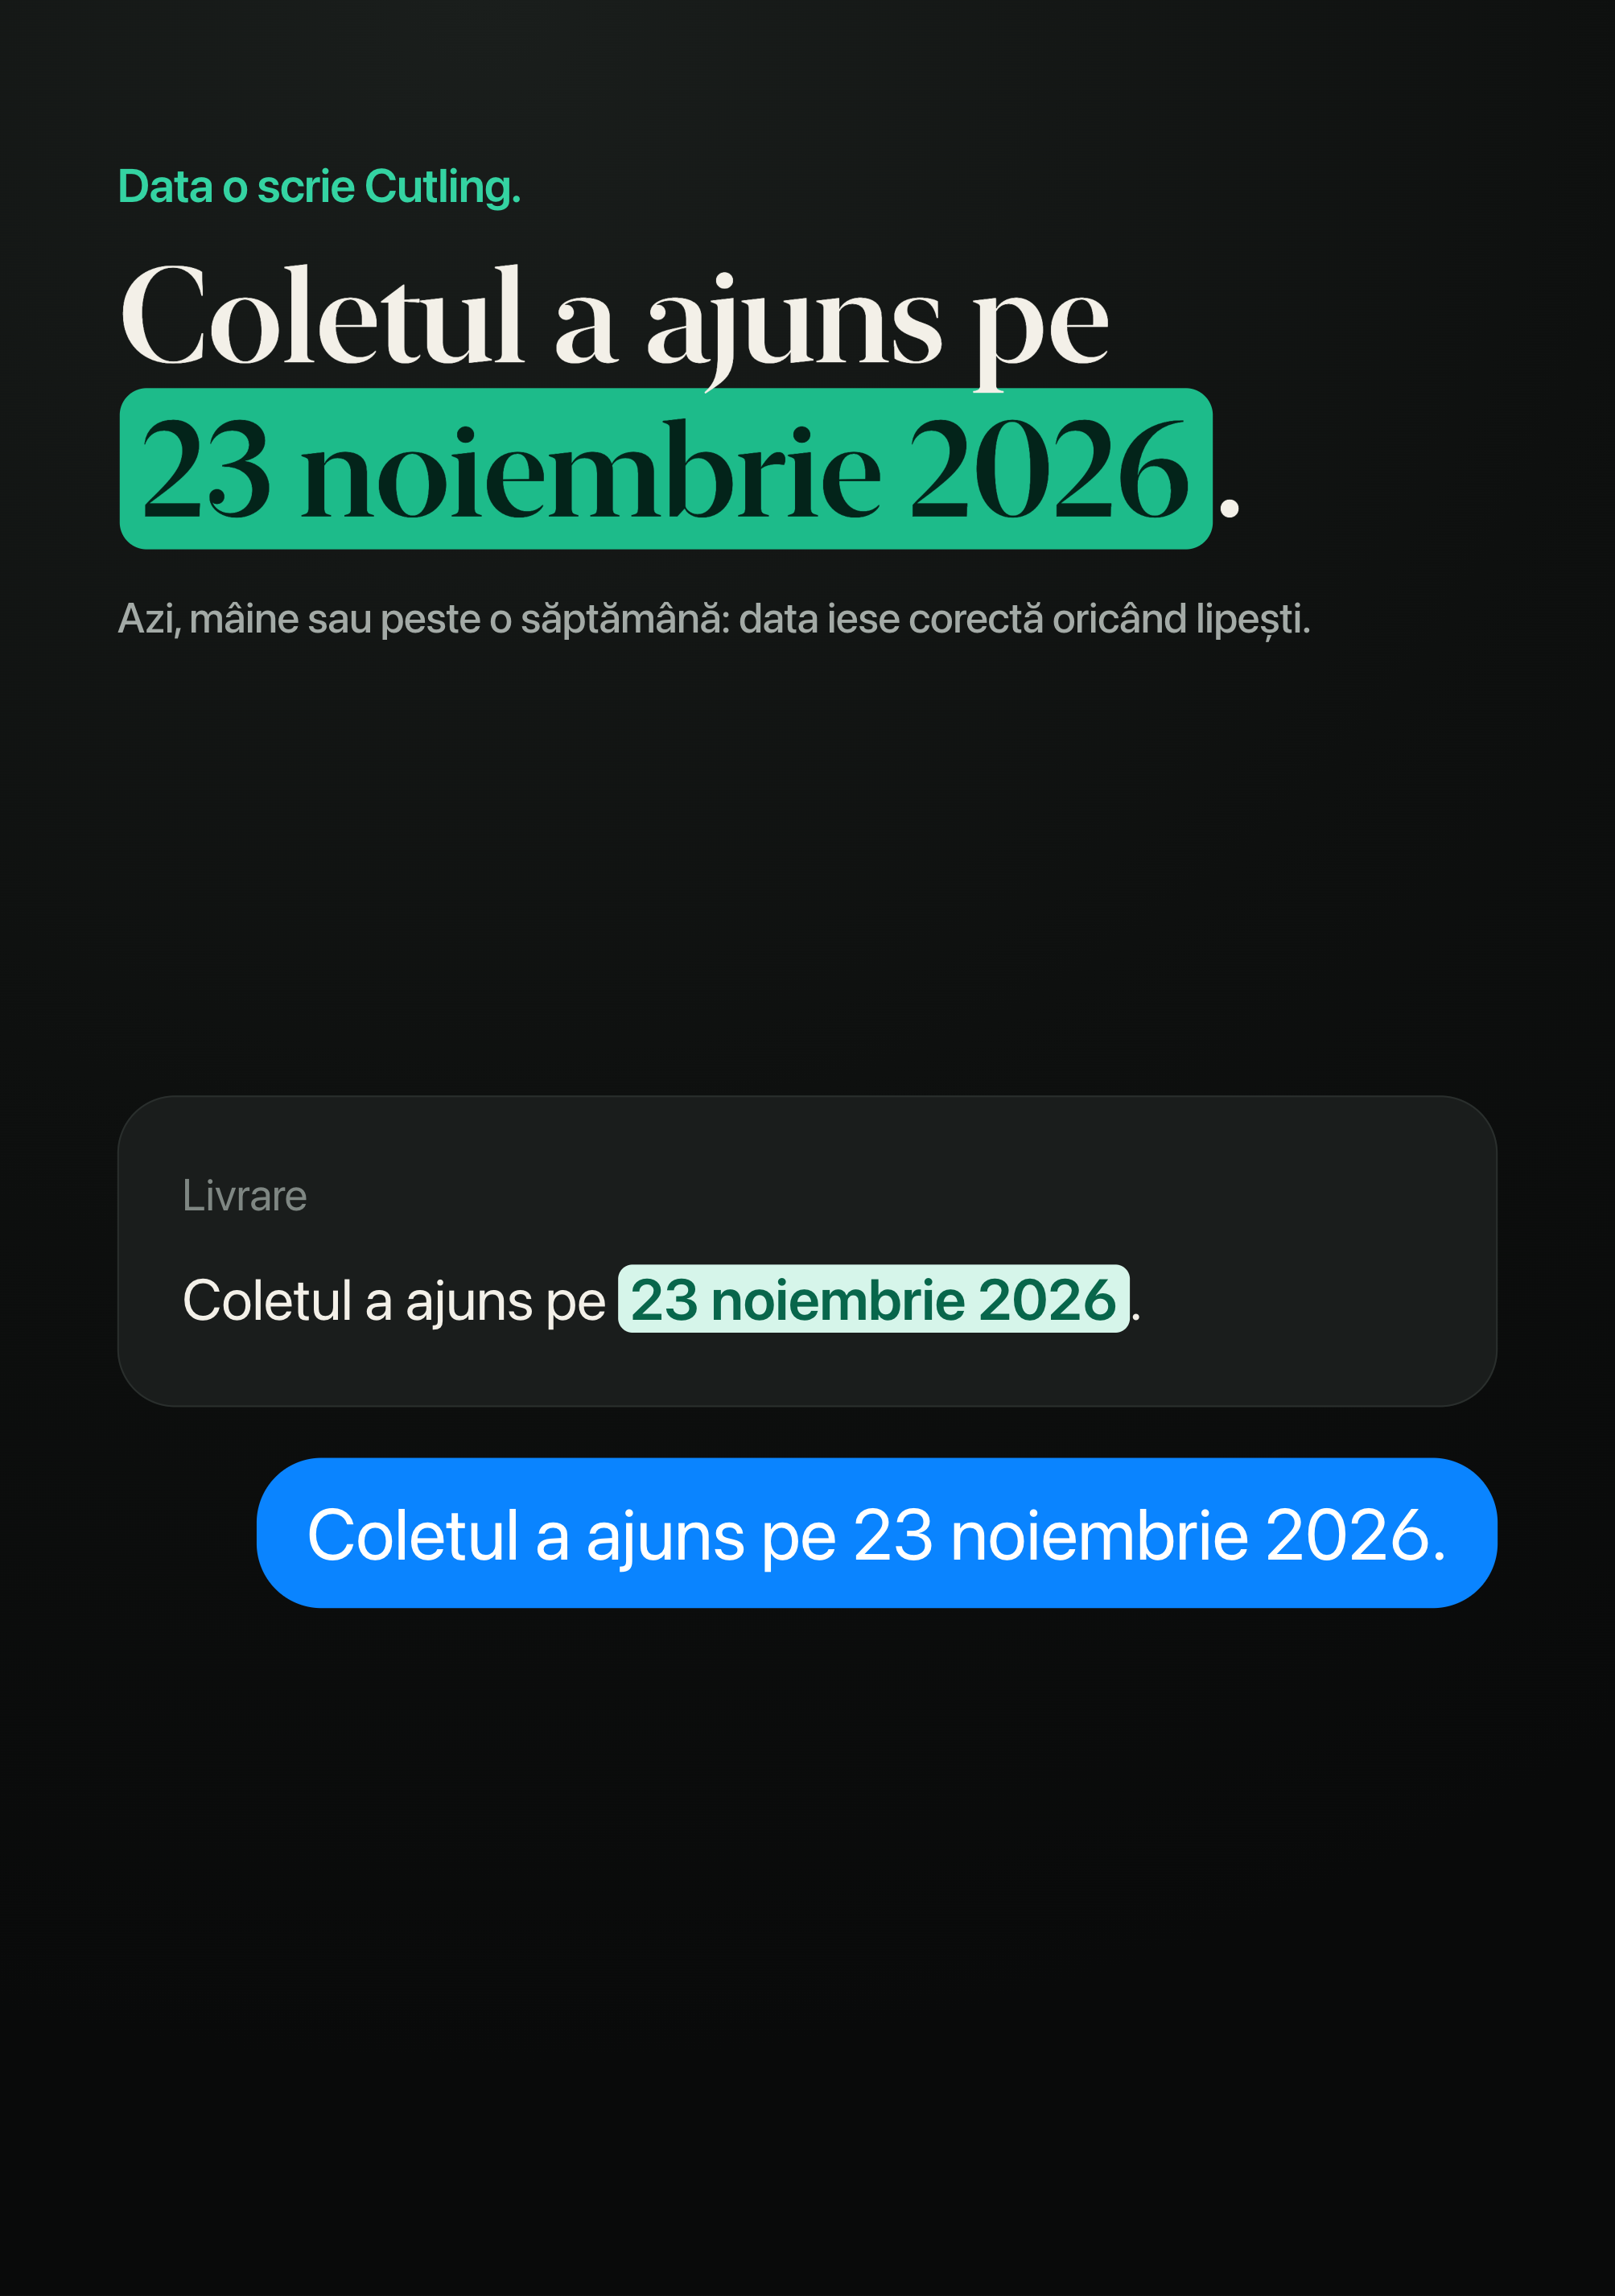 Data o scrie Cutling.
Coletul a ajuns pe
23 noiembrie 2026.
Azi, mâine sau peste o săptămână: data iese corectă oricând lipești.
Livrare
Coletul a ajuns pe 23 noiembrie 2026.
Coletul a ajuns pe 23 noiembrie 2026.